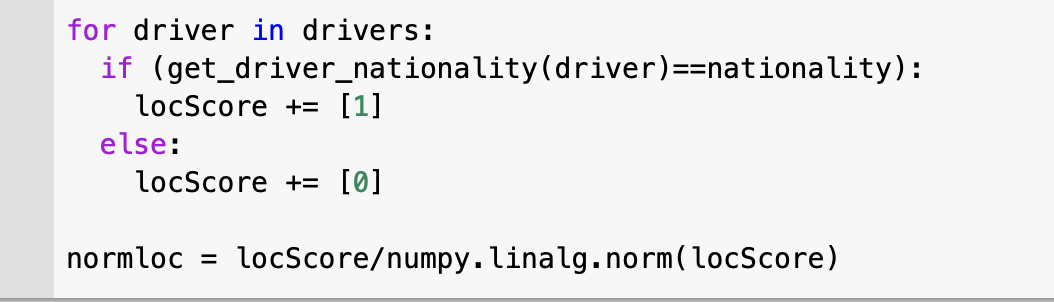 for driver in drivers:
  if (get_driver_nationality(driver)==nationality):
    locScore += [1]
  else:
    locScore += [0]

normloc = locScore/numpy.linalg.norm(locScore)